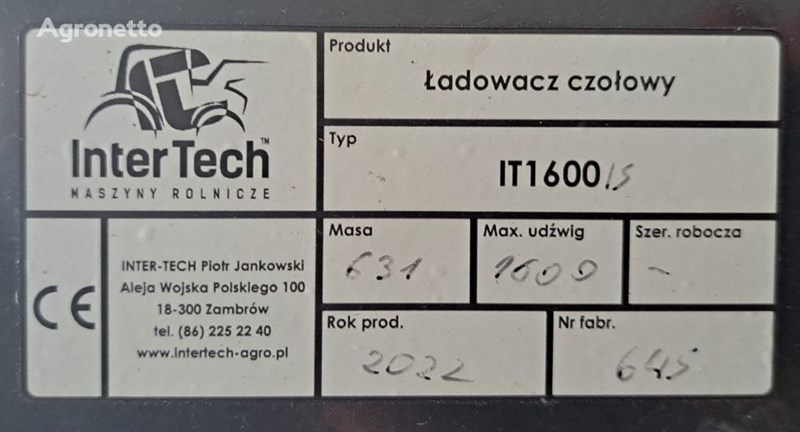 Agronetto
InterTech™
MASZYNY ROLNICZE
Produkt
Ładowacz czołowy
Typ
IT1600/S
Masa
631
Max. udźwig
1600
Szer. robocza
-
CE
INTER-TECH Piotr Jankowski
Aleja Wojska Polskiego 100
18-300 Zambrów
tel. (86) 225 22 40
www.intertech-agro.pl
Rok prod.
2022
Nr fabr.
645